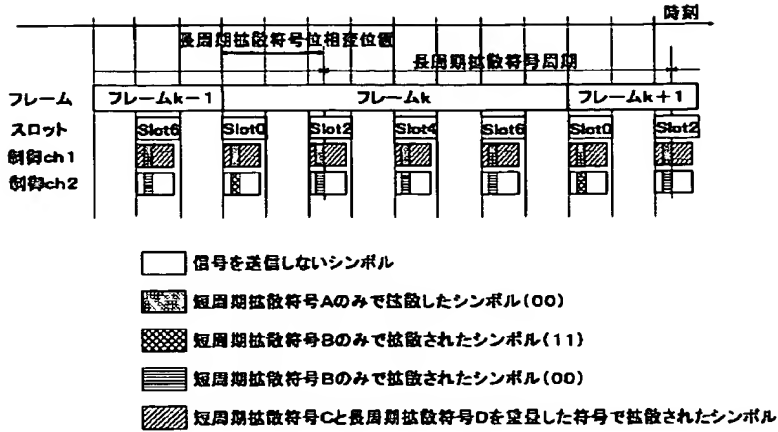 時刻
長周期拡散符号位相差位置
長周期拡散符号周期
フレーム フレームk-1 フレームk フレームk+1
スロット Slot6 Slot0 Slot2 Slot4 Slot6 Slot0 Slot2
制御ch1
制御ch2
信号を送信しないシンボル
短周期拡散符号Aのみで拡散したシンボル(00)
短周期拡散符号Bのみで拡散されたシンボル(11)
短周期拡散符号Bのみで拡散されたシンボル(00)
短周期拡散符号Cと長周期拡散符号Dを重畳した符号で拡散されたシンボル